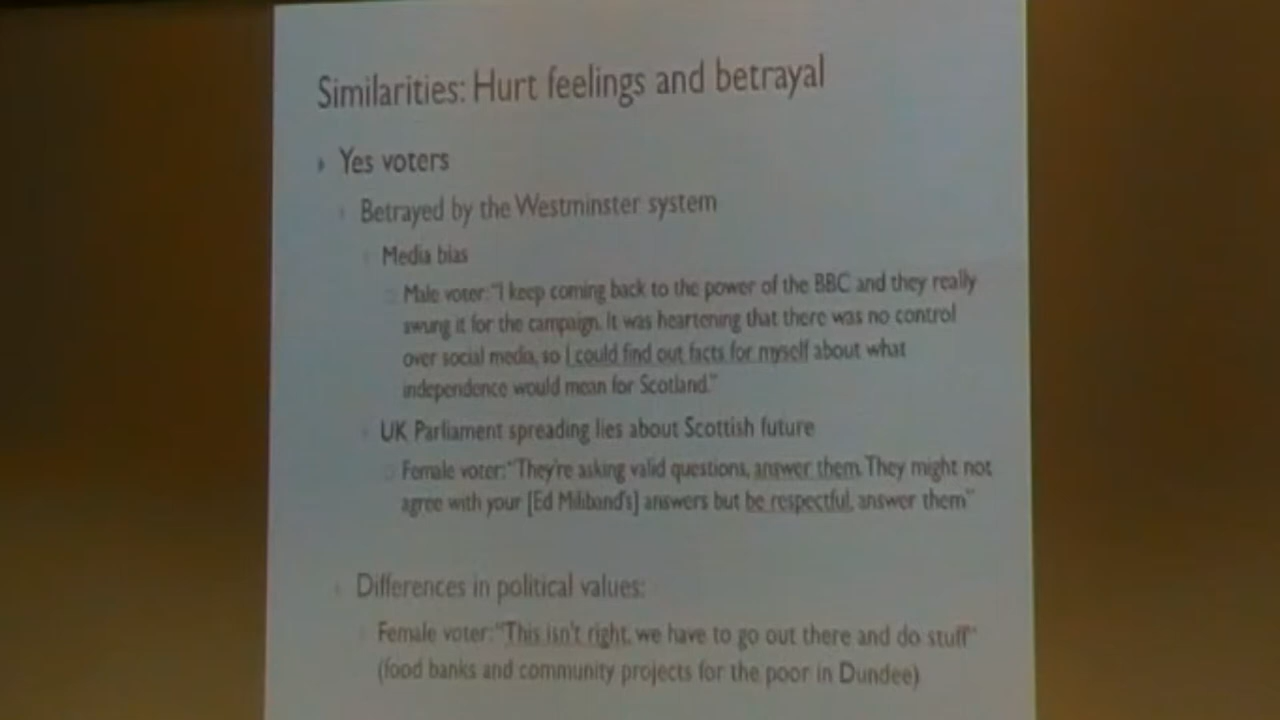 Similarities: Hurt feelings and betrayal
Yes voters
Betrayed by the Westminster system
Media bias
Male voter: "I keep coming back to the power of the BBC and they really
swung it for the campaign. It was heartening that there was no control
over social media, so I could find out facts for myself about what
independence would mean for Scotland."
UK Parliament spreading lies about Scottish future
Female voter: "They're asking valid questions, answer them. They might not
agree with your [Ed Miliband's] answers but be respectful, answer them"
Differences in political values:
Female voter: "This isn't right, we have to go out there and do stuff"
(food banks and community projects for the poor in Dundee)